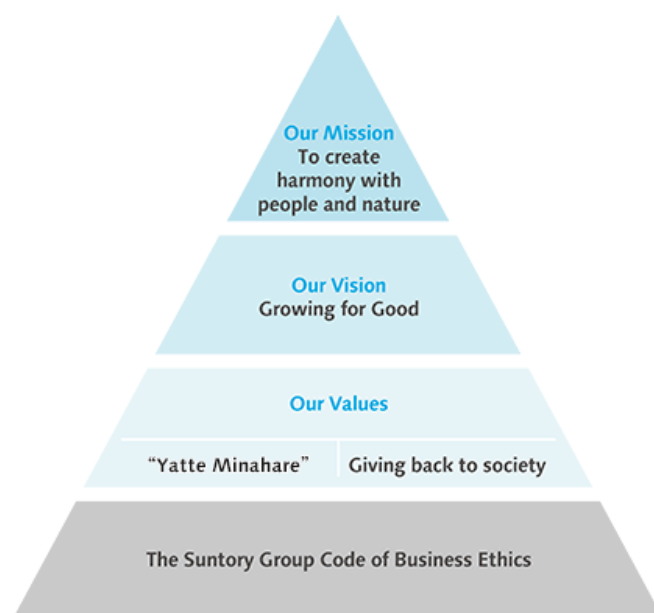 Our Mission
To create
harmony with
people and nature
Our Vision
Growing for Good
Our Values
“Yatte Minahare”
Giving back to society
The Suntory Group Code of Business Ethics